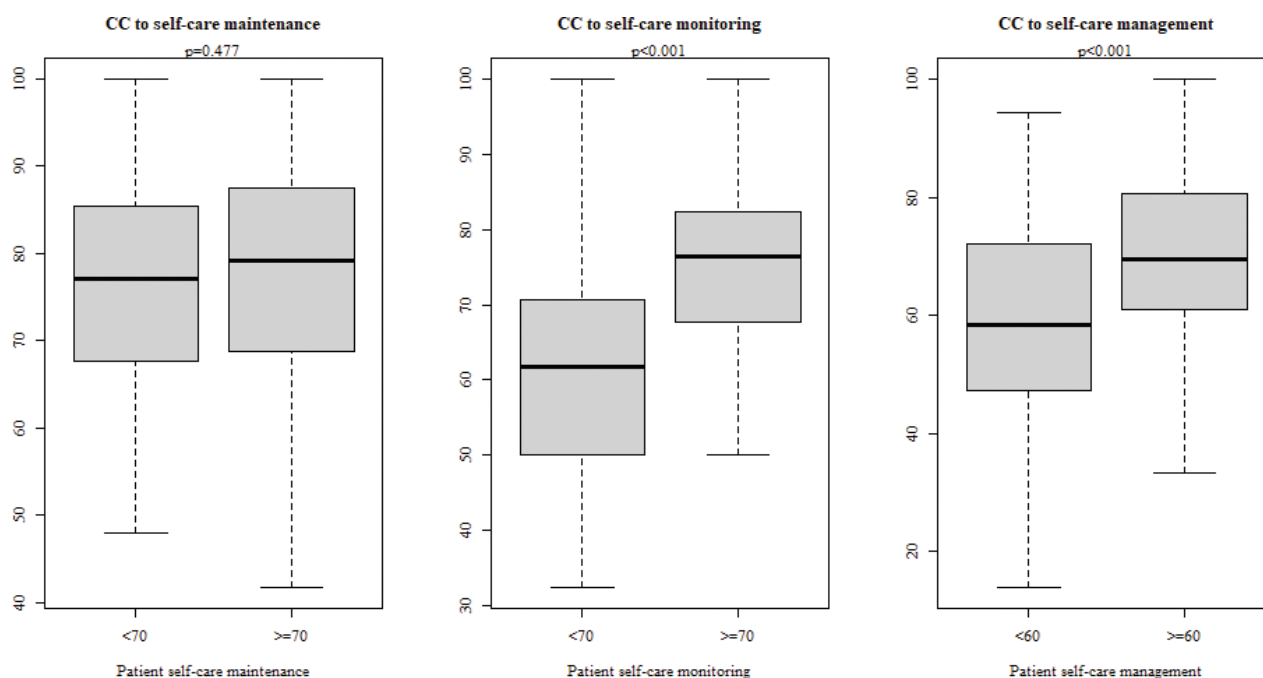 CC to self-care maintenance
p=0.477
100
90
80
70
60
50
40
<70
>=70
Patient self-care maintenance
CC to self-care monitoring
p<0.001
100
90
80
70
60
50
40
30
<70
>=70
Patient self-care monitoring
CC to self-care management
p<0.001
100
80
60
40
20
<60
>=60
Patient self-care management